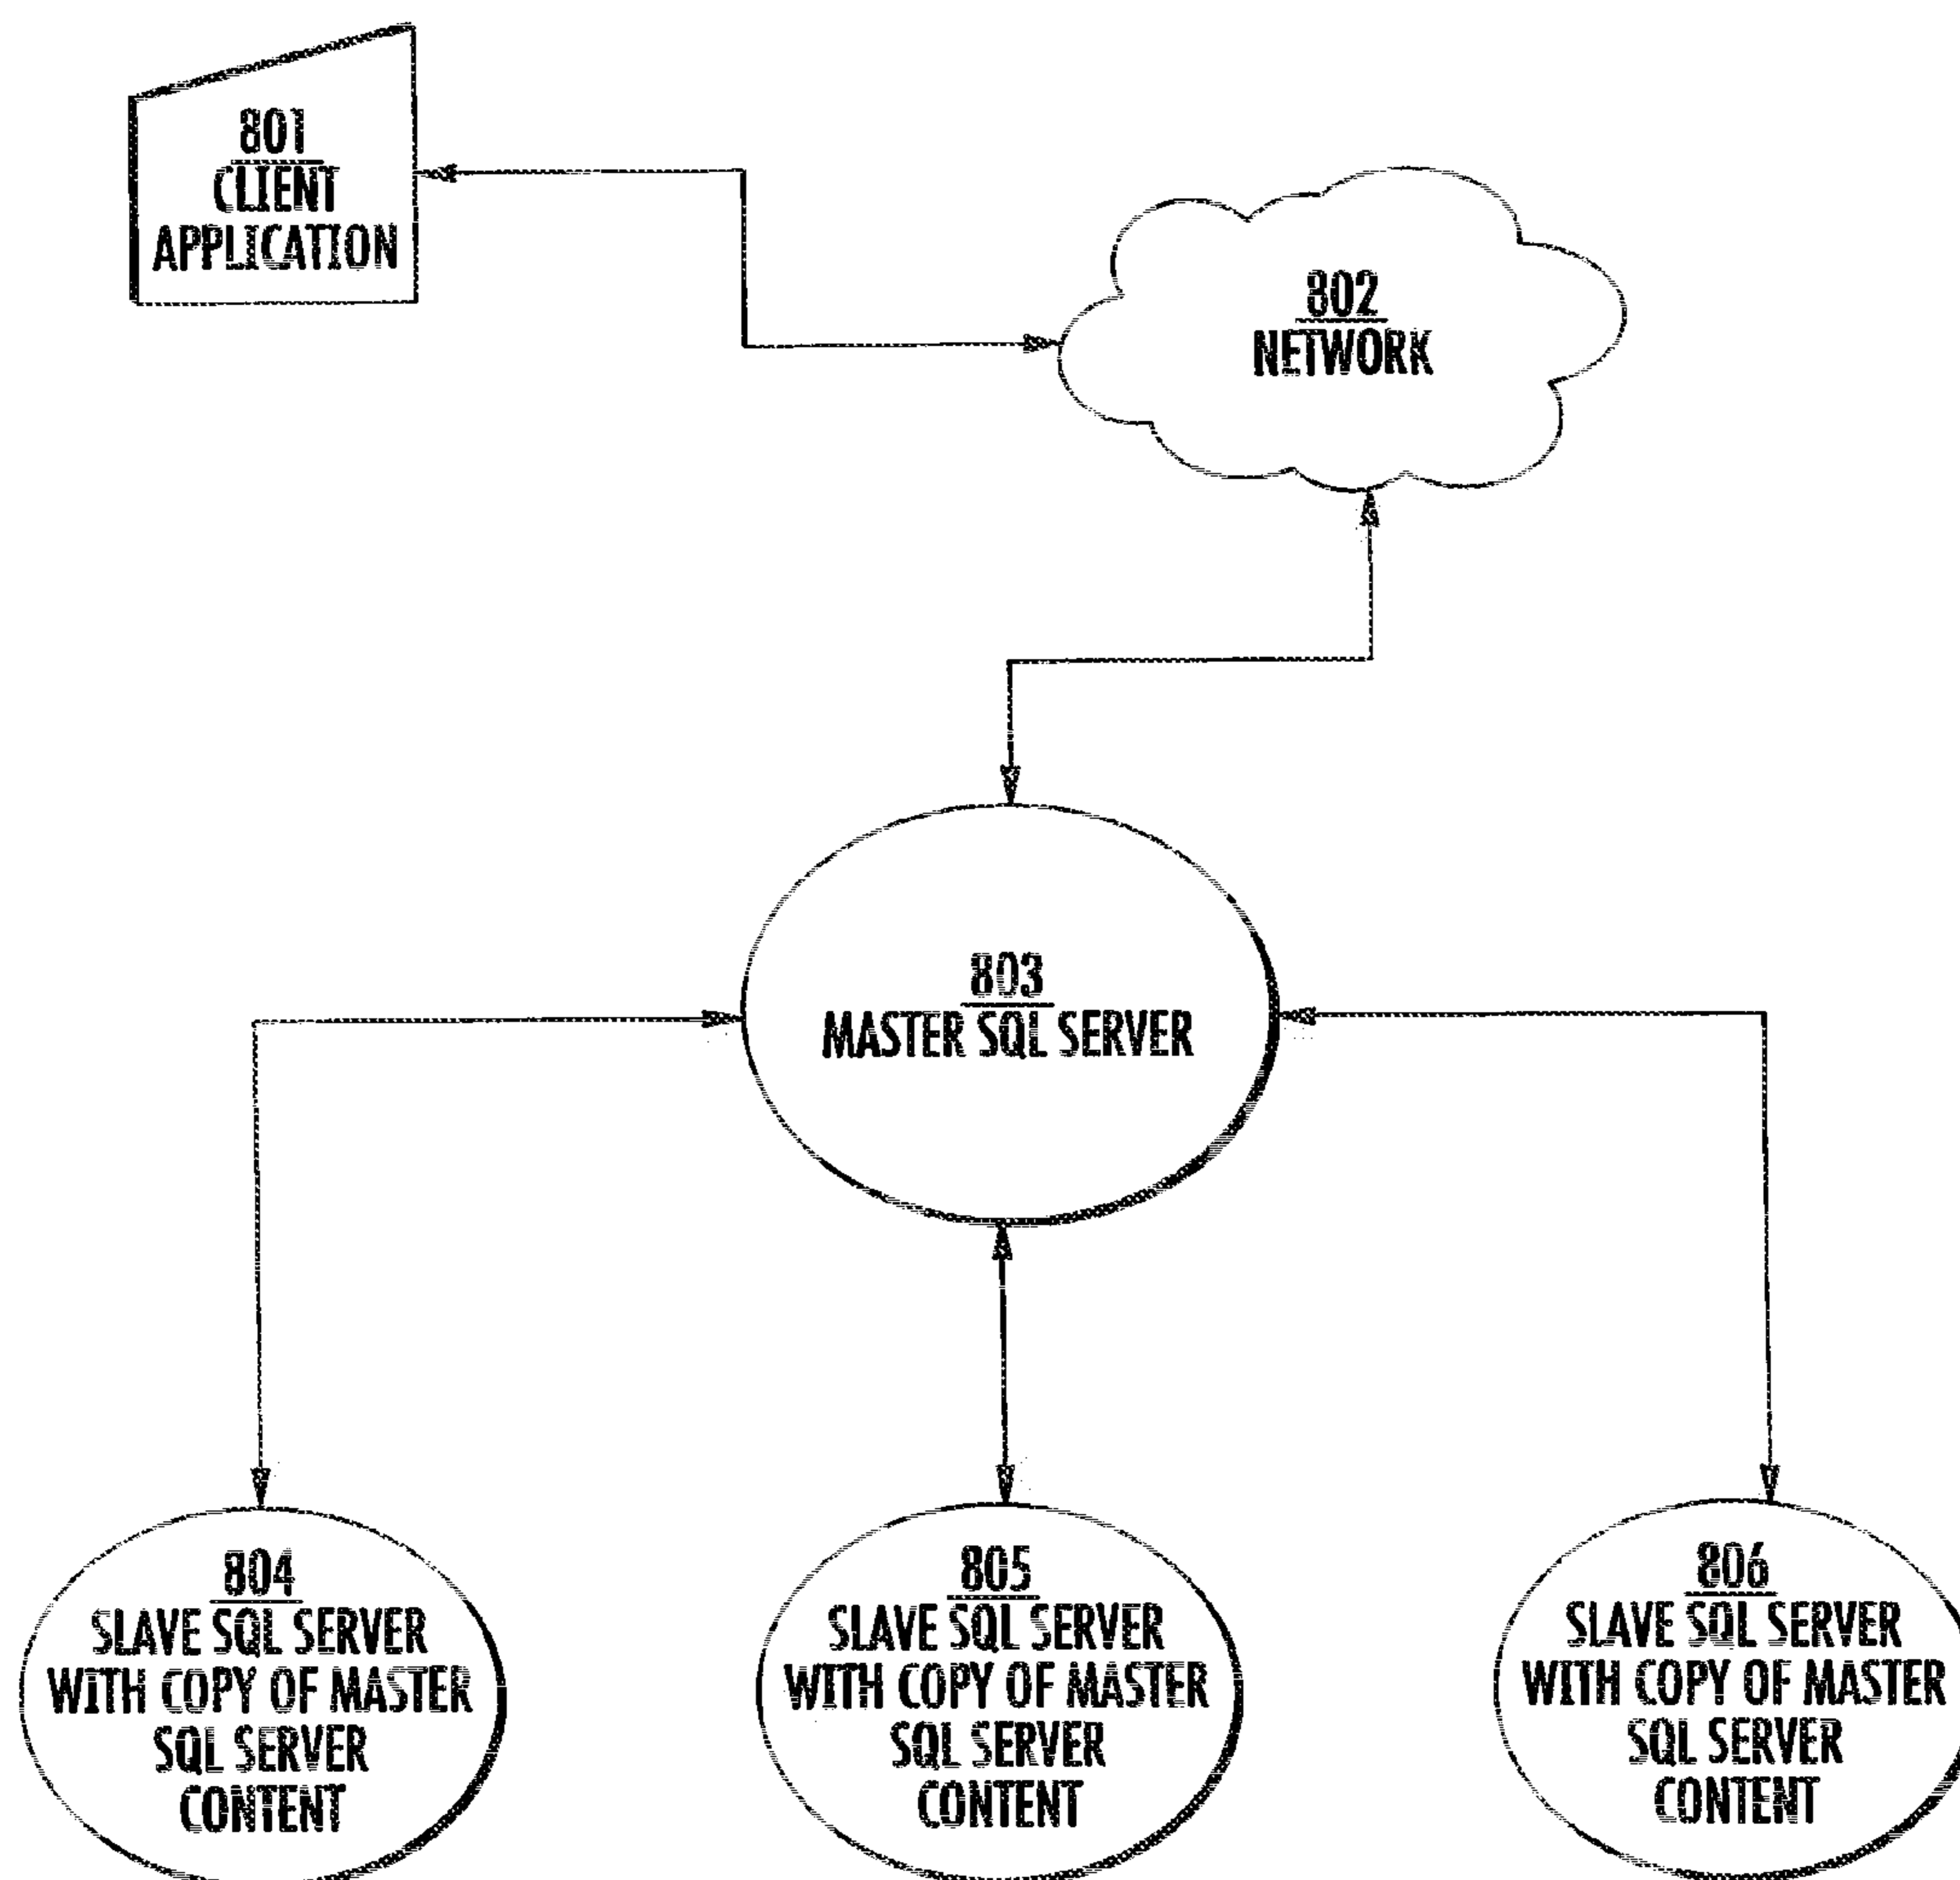 801
CLIENT
APPLICATION
802
NETWORK
803
MASTER SQL SERVER
804
SLAVE SQL SERVER
WITH COPY OF MASTER
SQL SERVER
CONTENT
805
SLAVE SQL SERVER
WITH COPY OF MASTER
SQL SERVER
CONTENT
806
SLAVE SQL SERVER
WITH COPY OF MASTER
SQL SERVER
CONTENT